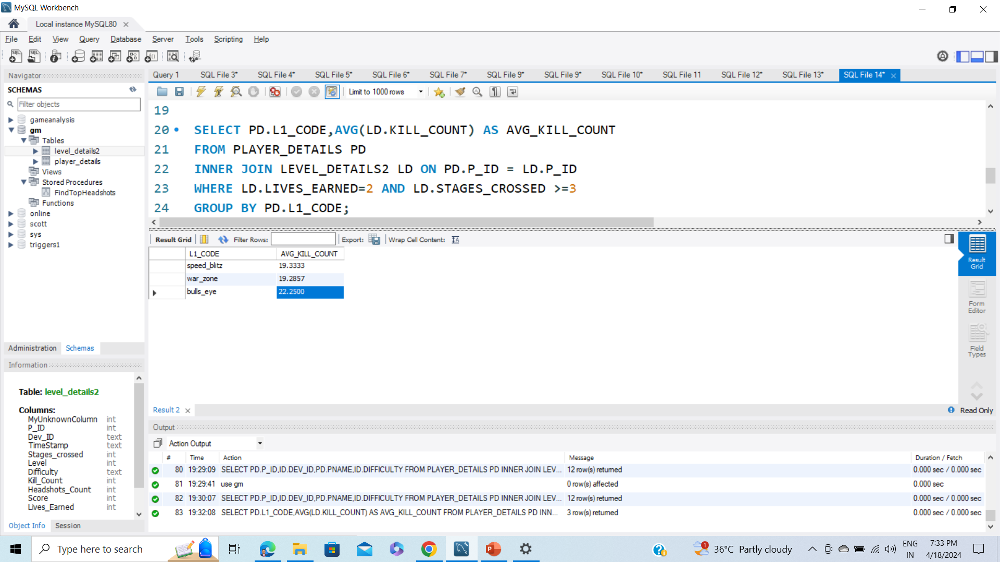 MySQL Workbench
Local instance MySQL80
File Edit View Query Database Server Tools Scripting Help
Navigator
SCHEMAS
Filter objects
gameanalysis
gm
Tables
level_details2
player_details
Views
Stored Procedures
FindTopHeadshots
Functions
online
scott
sys
triggers1
Administration Schemas
Information
Table: level_details2
Columns:
MyUnknownColumn int
P_ID int
Dev_ID text
TimeStamp text
Stages_crossed int
Level int
Difficulty text
Kill_Count int
Headshots_Count int
Score int
Lives_Earned int
Object Info Session
Query 1 SQL File 3* SQL File 4* SQL File 5* SQL File 6* SQL File 7* SQL File 9* SQL File 9* SQL File 10* SQL File 11 SQL File 12* SQL File 13* SQL File 14*
Limit to 1000 rows
19
20 SELECT PD.L1_CODE,AVG(LD.KILL_COUNT) AS AVG_KILL_COUNT
21 FROM PLAYER_DETAILS PD
22 INNER JOIN LEVEL_DETAILS2 LD ON PD.P_ID = LD.P_ID
23 WHERE LD.LIVES_EARNED=2 AND LD.STAGES_CROSSED >=3
24 GROUP BY PD.L1_CODE;
Result Grid Filter Rows: Export: Wrap Cell Content:
L1_CODE AVG_KILL_COUNT
speed_blitz 19.3333
war_zone 19.2857
bulls_eye 22.2500
Result Grid
Form Editor
Field Types
Result 2 Read Only
Output
Action Output
# Time Action Message Duration / Fetch
80 19:29:09 SELECT PD.P_ID,ID.DEV_ID,PD.PNAME,ID.DIFFICULTY FROM PLAYER_DETAILS PD INNER JOIN LEV... 12 row(s) returned 0.000 sec / 0.000 sec
81 19:29:41 use gm 0 row(s) affected 0.000 sec
82 19:30:07 SELECT PD.P_ID,ID.DEV_ID,PD.PNAME,ID.DIFFICULTY FROM PLAYER_DETAILS PD INNER JOIN LEV... 12 row(s) returned 0.000 sec / 0.000 sec
83 19:32:08 SELECT PD.L1_CODE,AVG(LD.KILL_COUNT) AS AVG_KILL_COUNT FROM PLAYER_DETAILS PD INN... 3 row(s) returned 0.000 sec / 0.000 sec
Type here to search
36°C Partly cloudy
ENG
IN
7:33 PM
4/18/2024